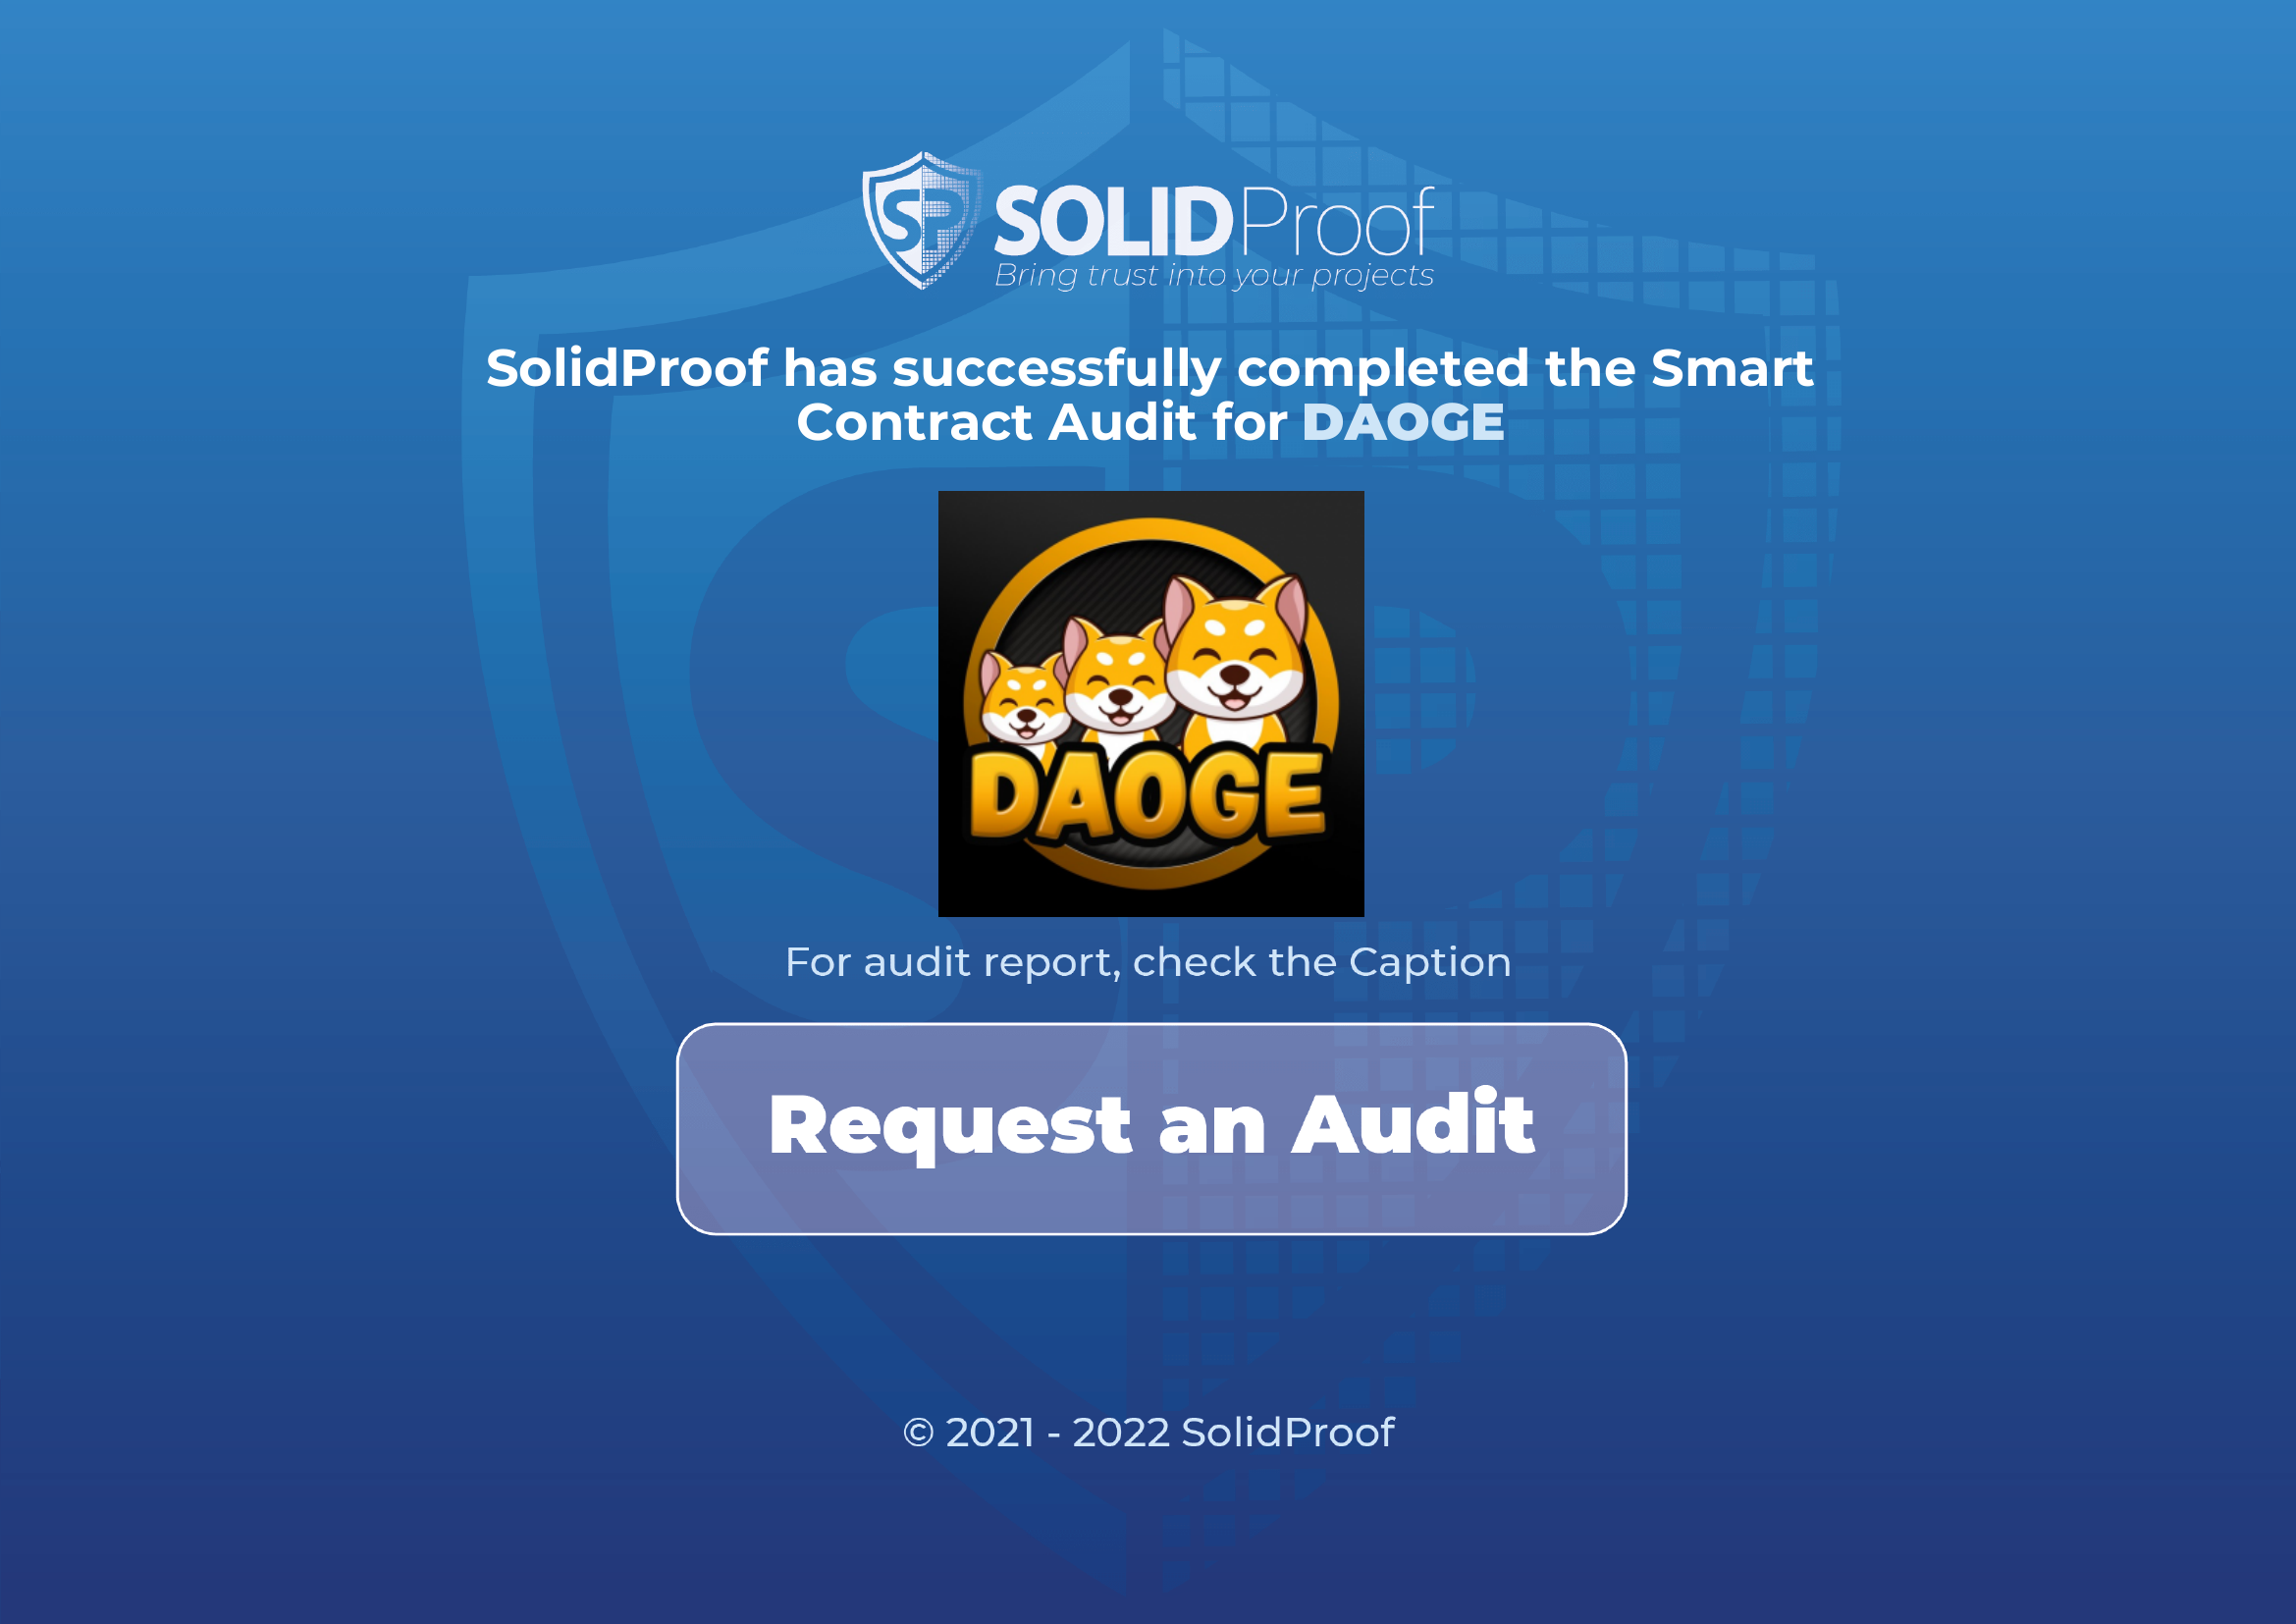 SP SOLIDProof
Bring trust into your projects
SolidProof has successfully completed the Smart
Contract Audit for DAOGE
DAOGE
For audit report, check the Caption
Request an Audit
© 2021 - 2022 SolidProof